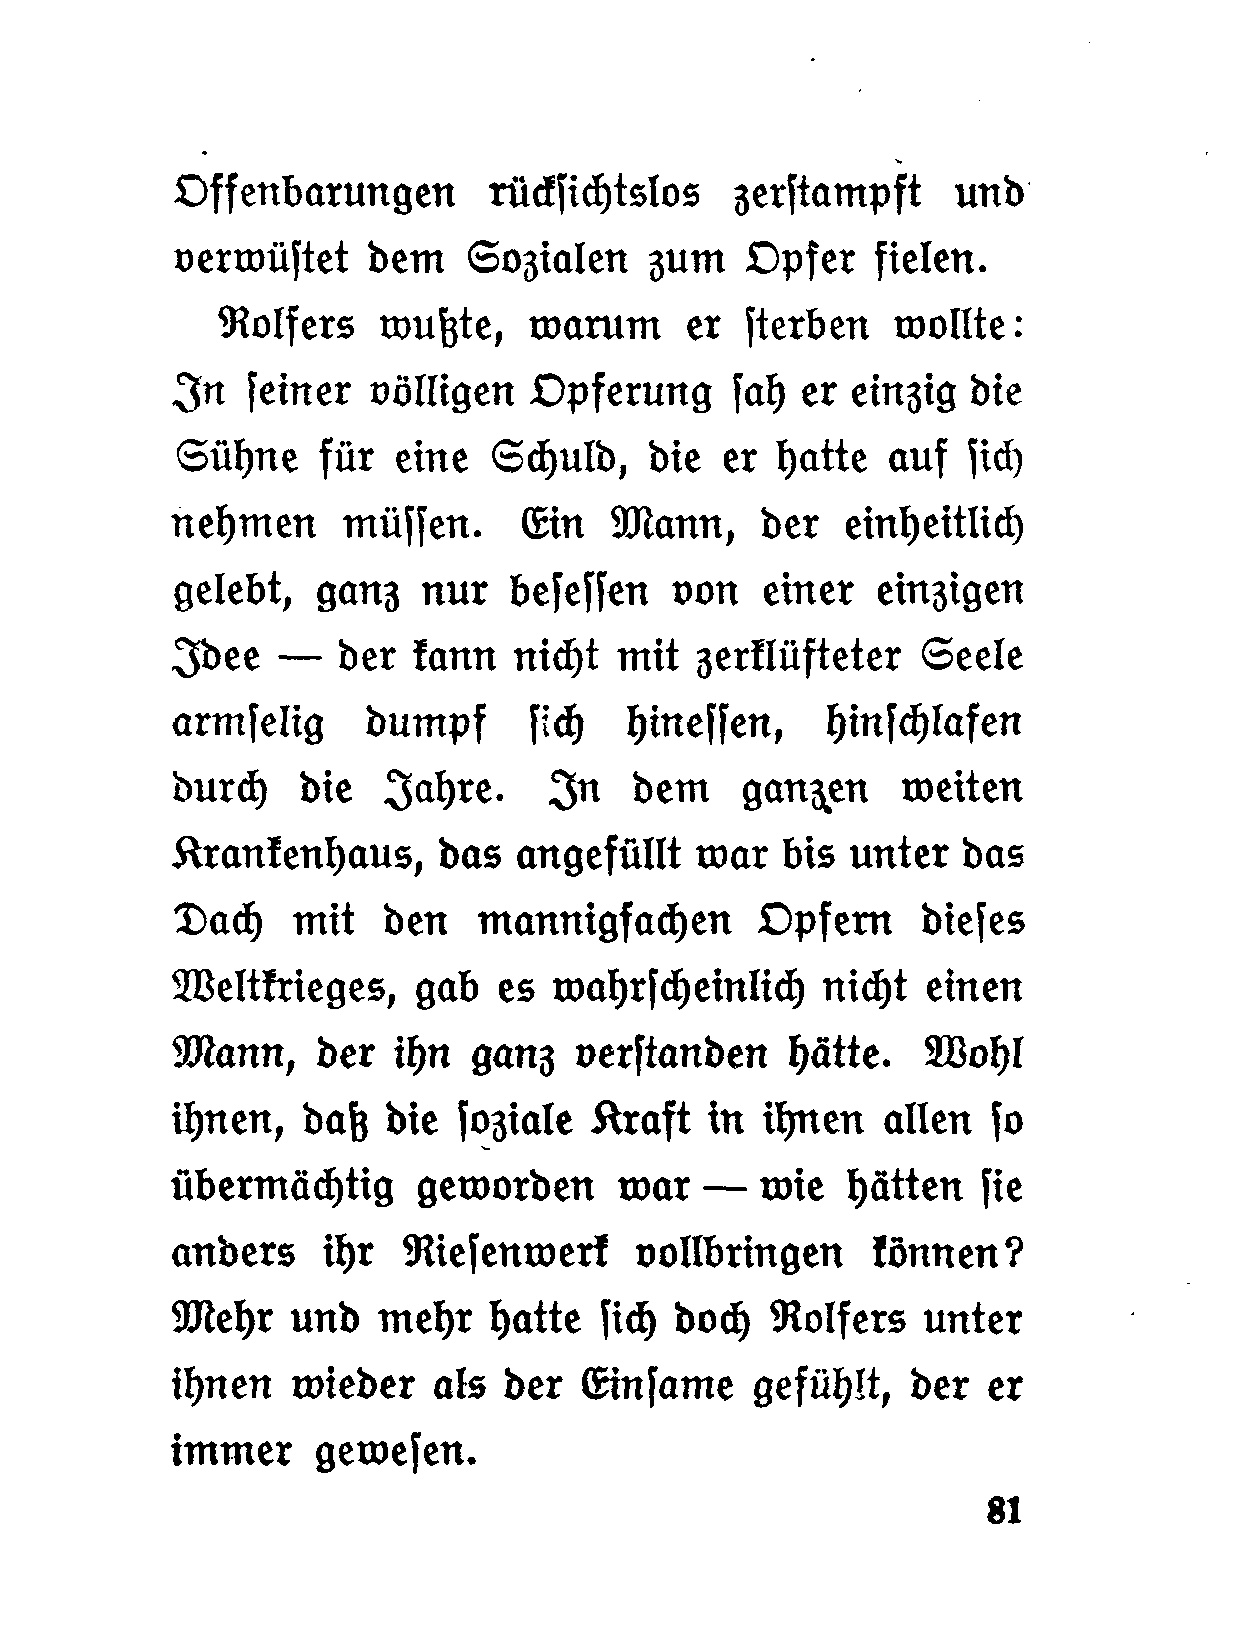 Offenbarungen rücksichtslos zerstampft und
verwüstet dem Sozialen zum Opfer fielen.
Rolfers wußte, warum er sterben wollte:
In seiner völligen Opferung sah er einzig die
Sühne für eine Schuld, die er hatte auf sich
nehmen müssen. Ein Mann, der einheitlich
gelebt, ganz nur besessen von einer einzigen
Idee — der kann nicht mit zerklüfteter Seele
armselig dumpf sich hinessen, hinschlafen
durch die Jahre. In dem ganzen weiten
Krankenhaus, das angefüllt war bis unter das
Dach mit den mannigfachen Opfern dieses
Weltkrieges, gab es wahrscheinlich nicht einen
Mann, der ihn ganz verstanden hätte. Wohl
ihnen, daß die soziale Kraft in ihnen allen so
übermächtig geworden war — wie hätten sie
anders ihr Riesenwerk vollbringen können?
Mehr und mehr hatte sich doch Rolfers unter
ihnen wieder als der Einsame gefühlt, der er
immer gewesen.
81